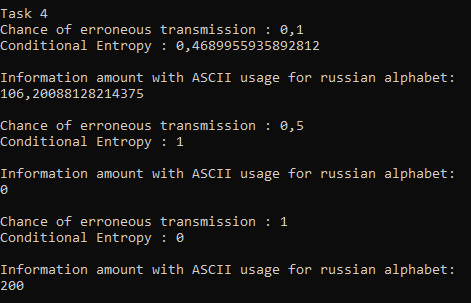 Task 4
Chance of erroneous transmission : 0,1
Conditional Entropy : 0,4689955935892812
Information amount with ASCII usage for russian alphabet:
106,20088128214375
Chance of erroneous transmission : 0,5
Conditional Entropy : 1
Information amount with ASCII usage for russian alphabet:
0
Chance of erroneous transmission : 1
Conditional Entropy : 0
Information amount with ASCII usage for russian alphabet:
200